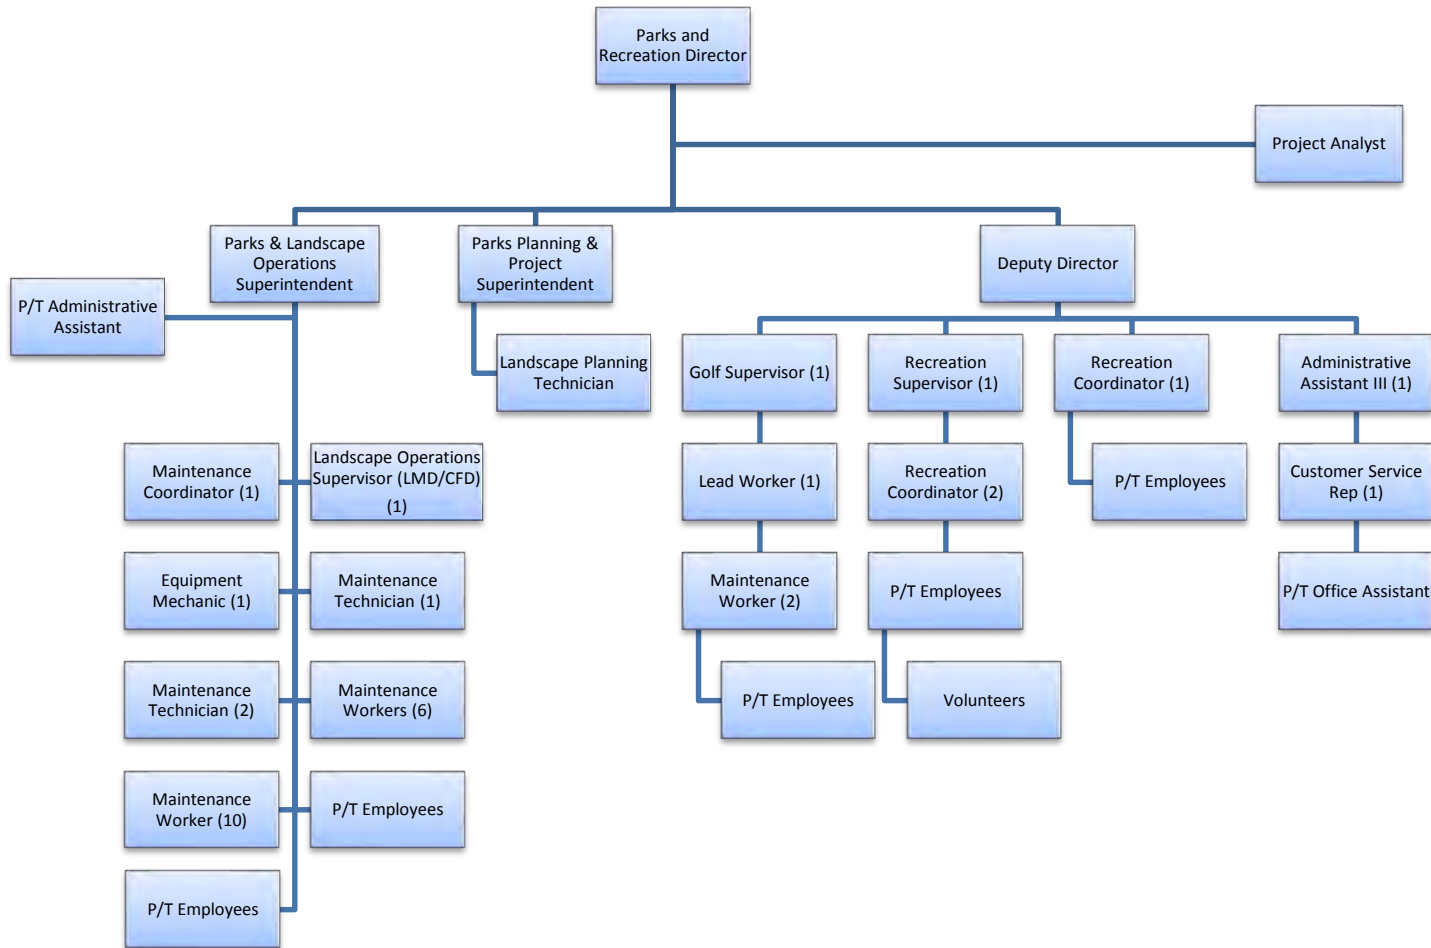 Parks and
Recreation Director
Project Analyst
Parks & Landscape
Operations
Superintendent
Parks Planning &
Project
Superintendent
Deputy Director
P/T Administrative
Assistant
Landscape Planning
Technician
Golf Supervisor (1)
Recreation
Supervisor (1)
Recreation
Coordinator (1)
Administrative
Assistant III (1)
Maintenance
Coordinator (1)
Landscape Operations
Supervisor (LMD/CFD)
(1)
Lead Worker (1)
Recreation
Coordinator (2)
P/T Employees
Customer Service
Rep (1)
Equipment
Mechanic (1)
Maintenance
Technician (1)
Maintenance
Worker (2)
P/T Employees
P/T Office Assistant
Maintenance
Technician (2)
Maintenance
Workers (6)
P/T Employees
Volunteers
Maintenance
Worker (10)
P/T Employees
P/T Employees